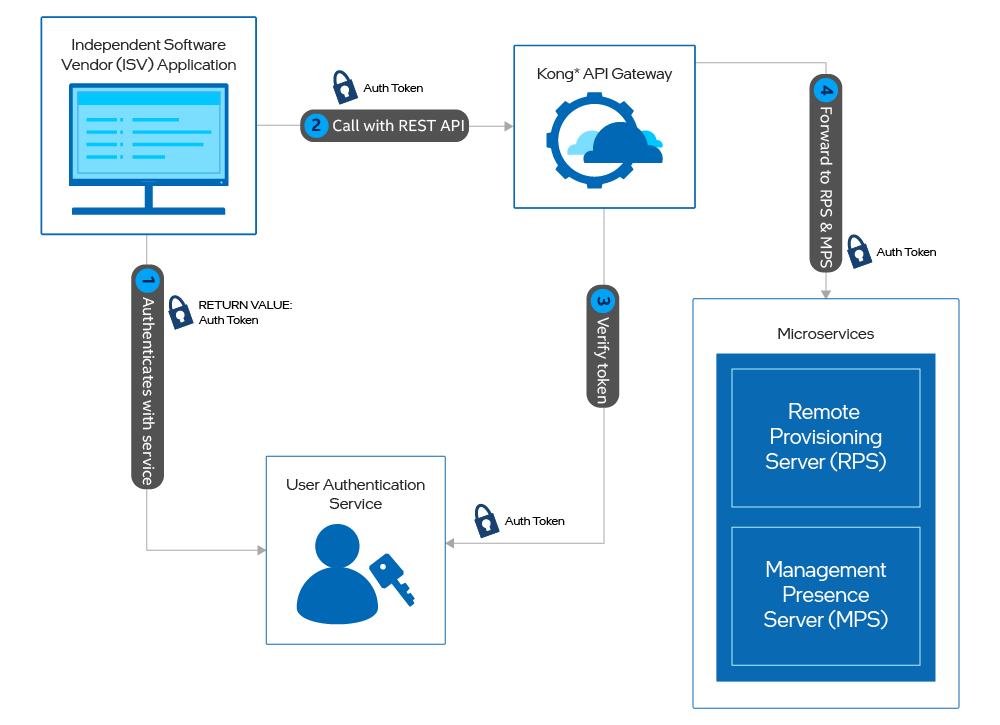 Independent Software
Vendor (ISV) Application
Auth Token
2 Call with REST API
Kong* API Gateway
4 Forward to RPS & MPS
Auth Token
1 Authenticates with service
RETURN VALUE:
Auth Token
3 Verify token
User Authentication
Service
Auth Token
Microservices
Remote
Provisioning
Server (RPS)
Management
Presence
Server (MPS)